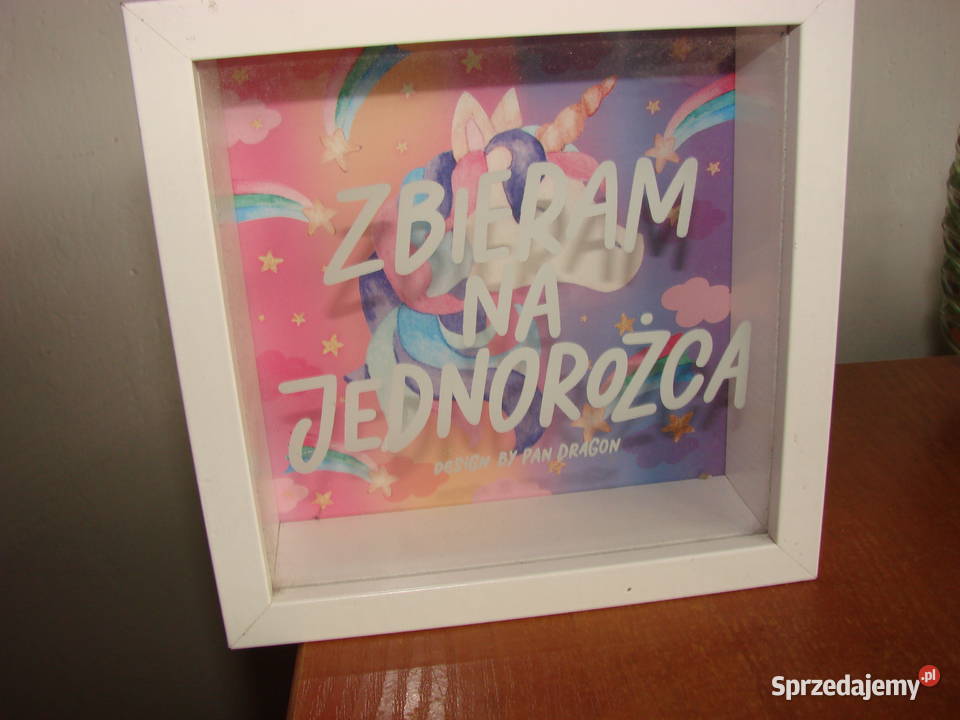 ZBIERAM
NA
JEDNOROŻCA
DESIGN BY PAN DRAGON
Sprzedajemy.pl